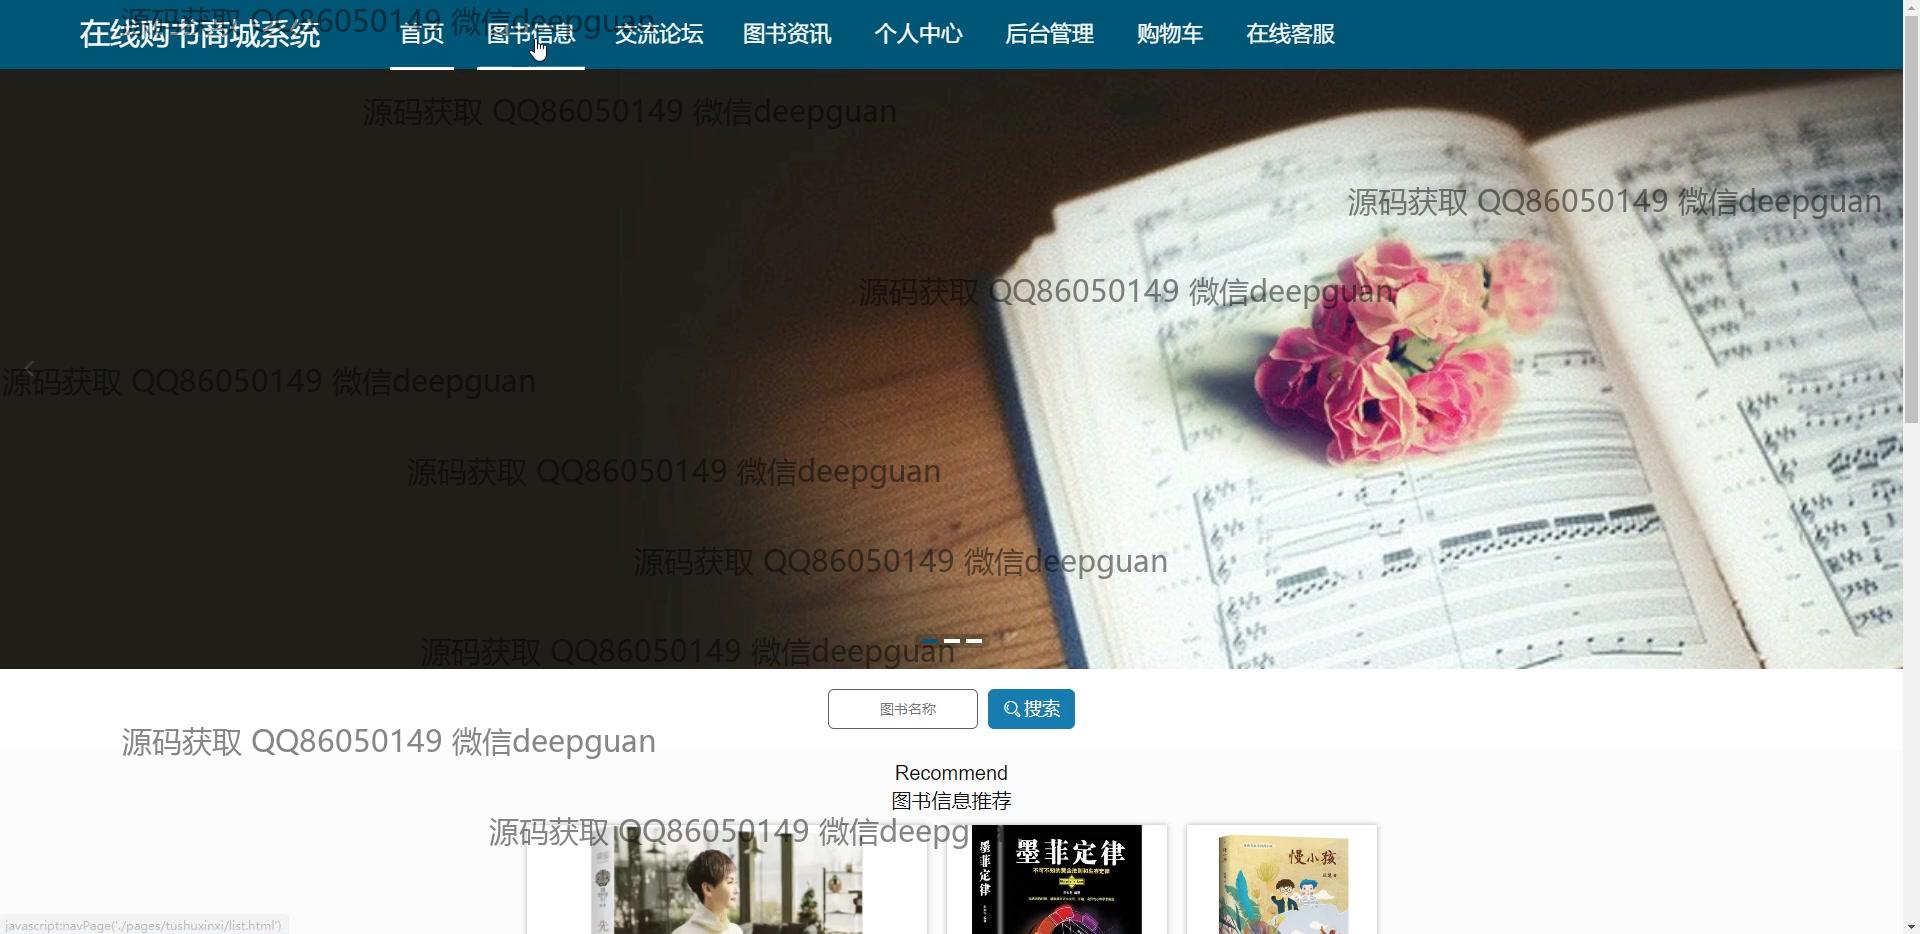 在线购书商城系统 首页 图书信息 交流论坛 图书资讯 个人中心 后台管理 购物车 在线客服
源码获取 QQ86050149 微信deepguan
源码获取 QQ86050149 微信deepguan
源码获取 QQ86050149 微信deepguan
源码获取 QQ86050149 微信deepguan
源码获取 QQ86050149 微信deepguan
源码获取 QQ86050149 微信deepguan
源码获取 QQ86050149 微信deepguan
源码获取 QQ86050149 微信deepguan
图书名称 搜索
源码获取 QQ86050149 微信deepguan
Recommend
图书信息推荐
源码获取 QQ86050149 微信deepg
墨菲定律
墨菲定律
慢小孩
先
javascript:navPage('./pages/tushuxinxi/list.html')